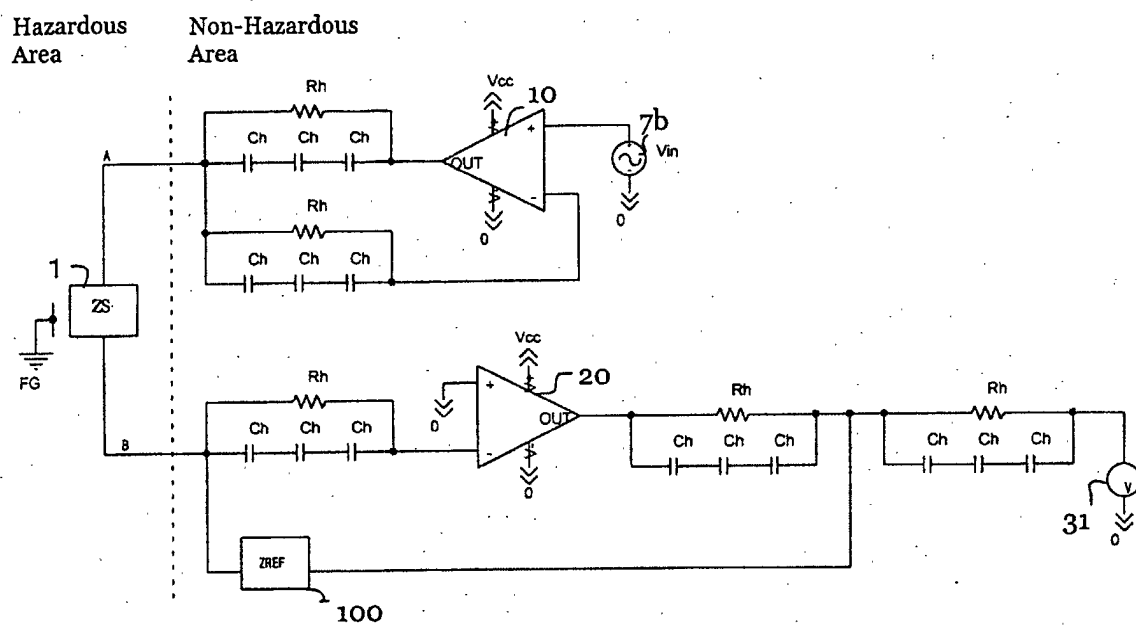 Hazardous Area
Non-Hazardous Area
Rh
Vcc
10
Ch Ch Ch
+
7b
A
OUT
Vin
-
Rh
0
0
Ch Ch Ch
1
ZS
FG
Vcc
20
Rh
+
Rh
Rh
0
OUT
Ch Ch Ch
Ch Ch Ch
Ch Ch Ch
B
-
0
V
31
0
ZREF
100